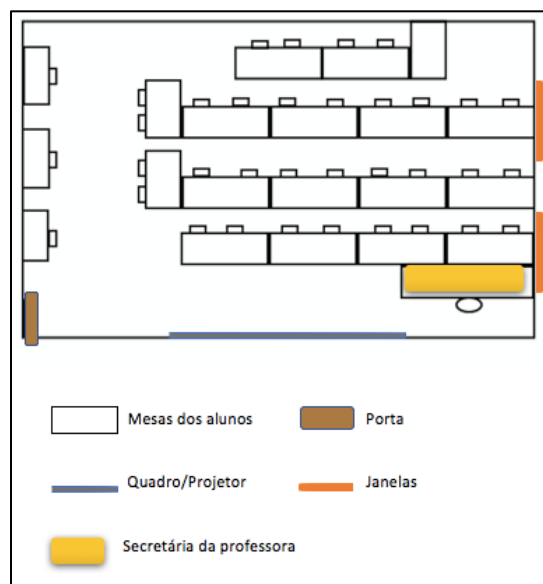 Mesas dos alunos
Porta
Quadro/Projetor
Janelas
Secretária da professora